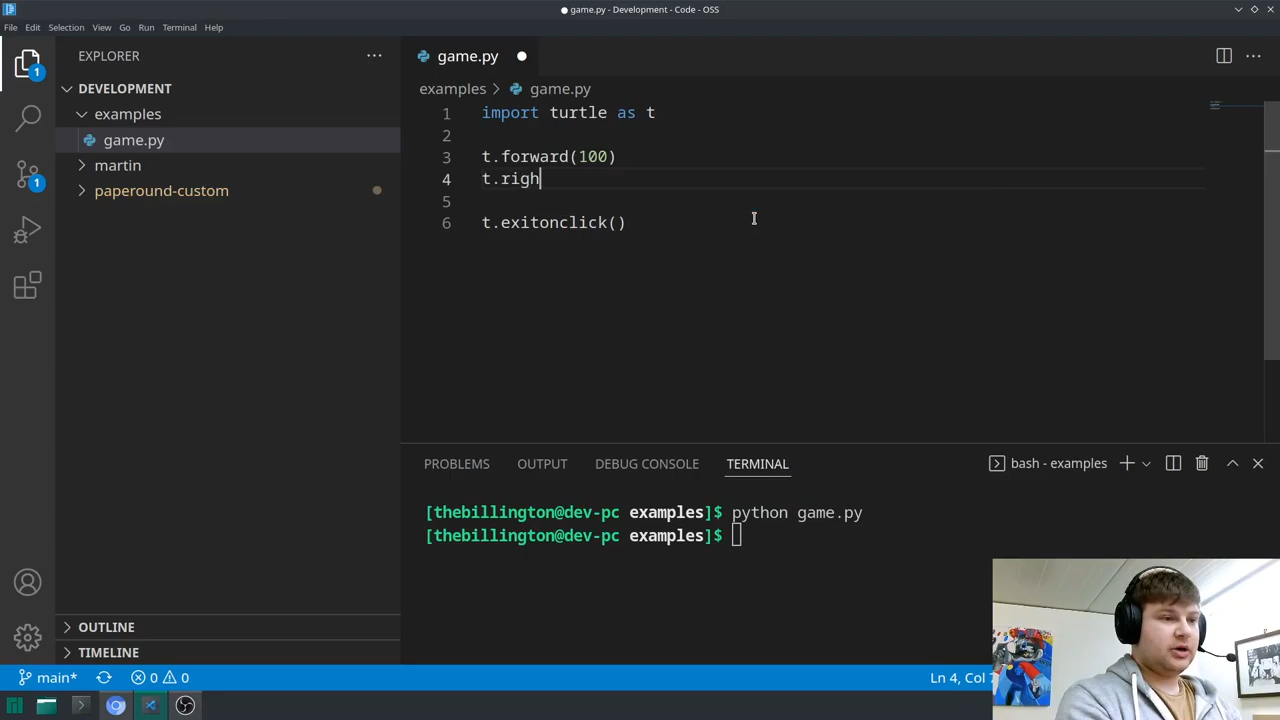 game.py - Development - Code - OSS
File Edit Selection View Go Run Terminal Help
EXPLORER
1
DEVELOPMENT
examples
game.py
martin
paperound-custom
1
OUTLINE
TIMELINE
game.py
examples > game.py
1 import turtle as t
2
3 t.forward(100)
4 t.righ
5
6 t.exitonclick()
PROBLEMS OUTPUT DEBUG CONSOLE TERMINAL
bash - examples
[thebillington@dev-pc examples]$ python game.py
[thebillington@dev-pc examples]$
main* 0 0
Ln 4, Col